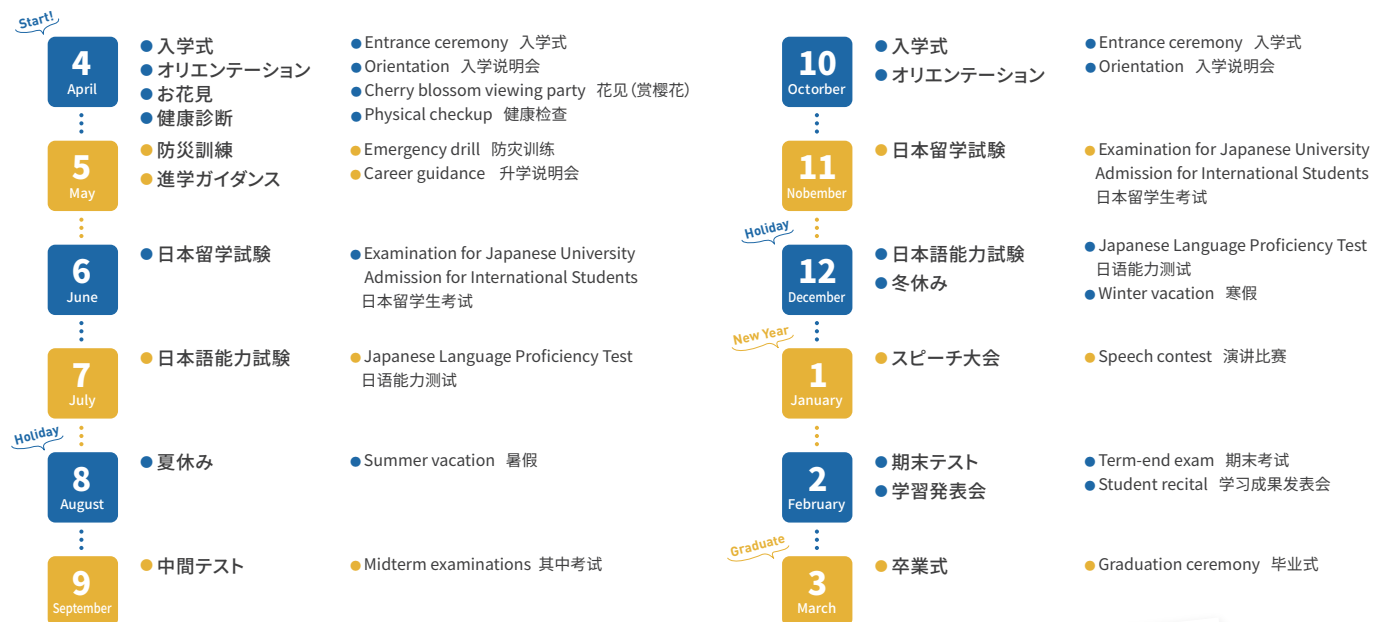 Start!
4
April
● 入学式
● オリエンテーション
● お花見
● 健康診断
● Entrance ceremony 入学式
● Orientation 入学说明会
● Cherry blossom viewing party 花见（赏樱花）
● Physical checkup 健康检查
5
May
● 防災訓練
● 進学ガイダンス
● Emergency drill 防灾训练
● Career guidance 升学说明会
6
June
● 日本留学試験
● Examination for Japanese University
Admission for International Students
日本留学生考试
7
July
● 日本語能力試験
● Japanese Language Proficiency Test
日语能力测试
Holiday
8
August
● 夏休み
● Summer vacation 暑假
9
September
● 中間テスト
● Midterm examinations 其中考试
10
Octorber
● 入学式
● オリエンテーション
● Entrance ceremony 入学式
● Orientation 入学说明会
11
Nobember
● 日本留学試験
● Examination for Japanese University
Admission for International Students
日本留学生考试
Holiday
12
December
● 日本語能力試験
● 冬休み
● Japanese Language Proficiency Test
日语能力测试
● Winter vacation 寒假
New Year
1
January
● スピーチ大会
● Speech contest 演讲比赛
2
February
● 期末テスト
● 学習発表会
● Term-end exam 期末考试
● Student recital 学习成果发表会
Graduate
3
March
● 卒業式
● Graduation ceremony 毕业式